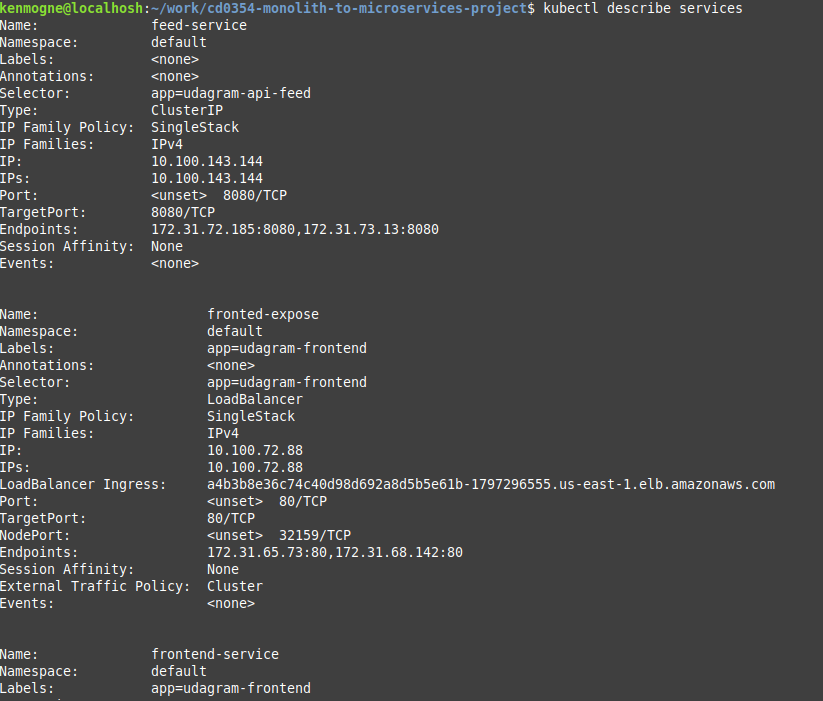 kenmogne@localhosh:~/work/cd0354-monolith-to-microservices-project$ kubectl describe services
Name:              feed-service
Namespace:         default
Labels:            <none>
Annotations:       <none>
Selector:          app=udagram-api-feed
Type:              ClusterIP
IP Family Policy:  SingleStack
IP Families:       IPv4
IP:                10.100.143.144
IPs:               10.100.143.144
Port:              <unset>  8080/TCP
TargetPort:        8080/TCP
Endpoints:         172.31.72.185:8080,172.31.73.13:8080
Session Affinity:  None
Events:            <none>
Name:                     fronted-expose
Namespace:                default
Labels:                   app=udagram-frontend
Annotations:              <none>
Selector:                 app=udagram-frontend
Type:                     LoadBalancer
IP Family Policy:         SingleStack
IP Families:              IPv4
IP:                       10.100.72.88
IPs:                      10.100.72.88
LoadBalancer Ingress:     a4b3b8e36c74c40d98d692a8d5b5e61b-1797296555.us-east-1.elb.amazonaws.com
Port:                     <unset>  80/TCP
TargetPort:               80/TCP
NodePort:                 <unset>  32159/TCP
Endpoints:                172.31.65.73:80,172.31.68.142:80
Session Affinity:         None
External Traffic Policy:  Cluster
Events:                   <none>
Name:              frontend-service
Namespace:         default
Labels:            app=udagram-frontend